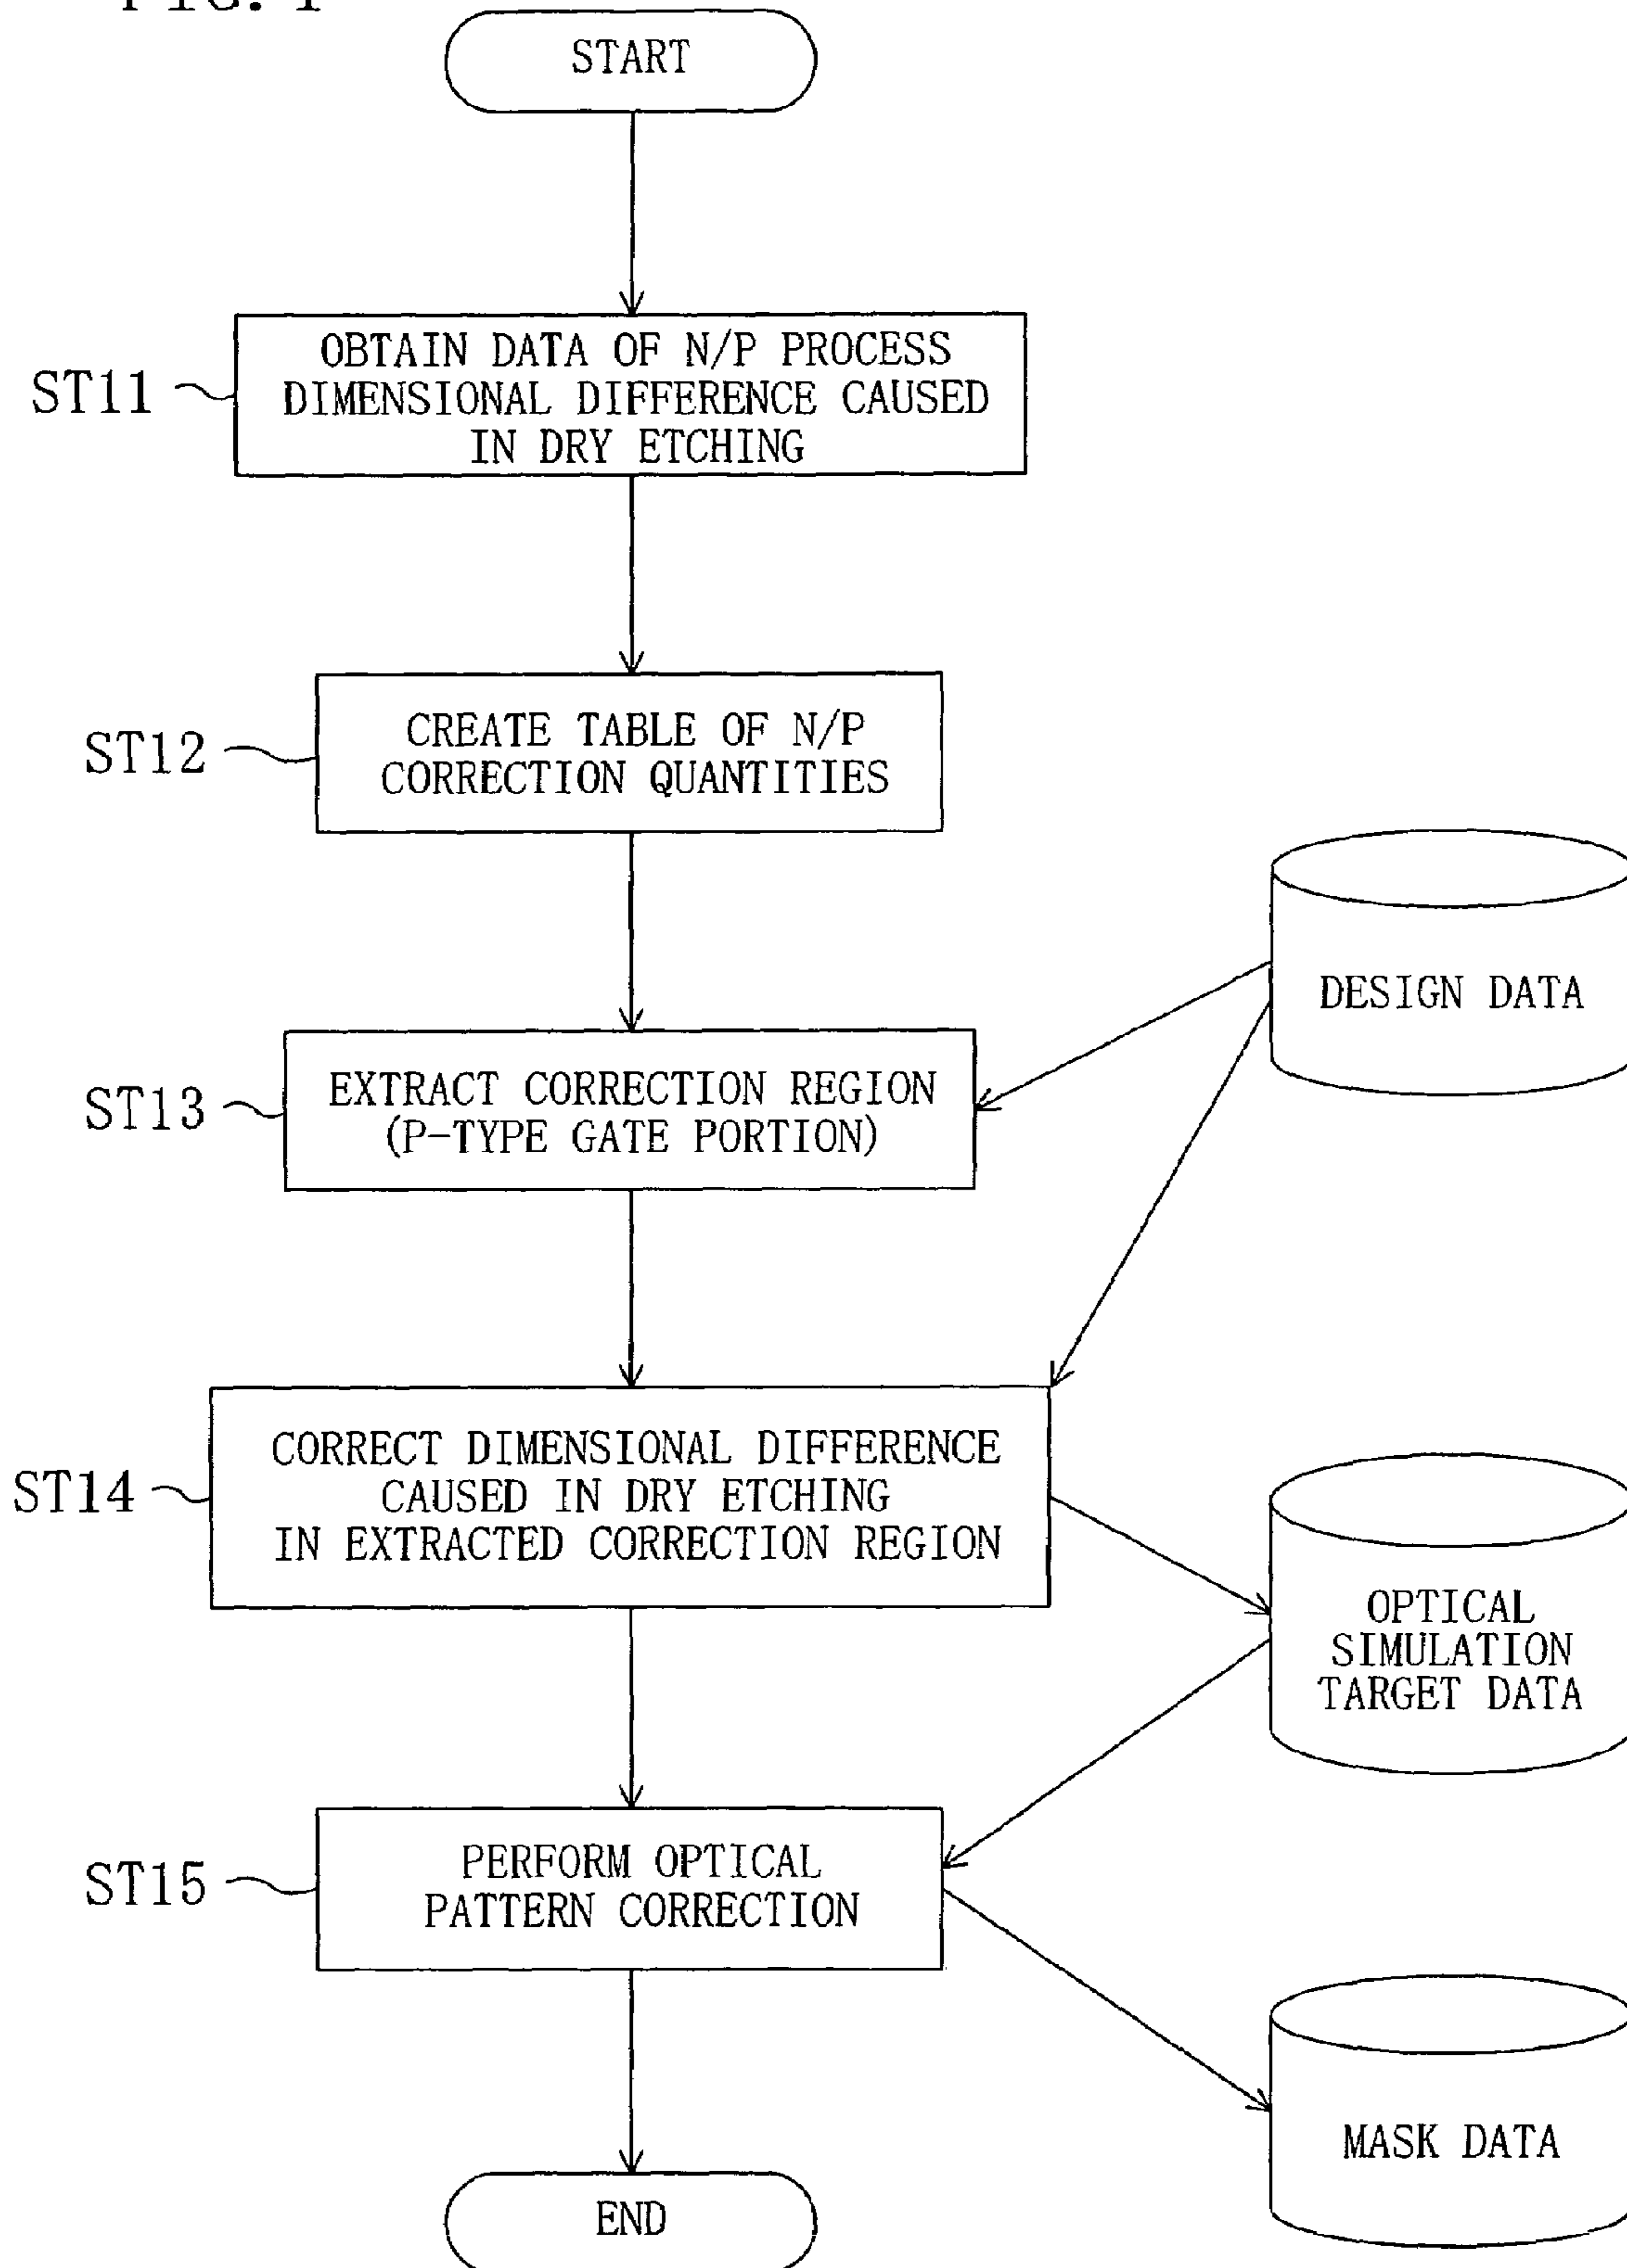 FIG. 1
START
ST11
OBTAIN DATA OF N/P PROCESS
DIMENSIONAL DIFFERENCE CAUSED
IN DRY ETCHING
ST12
CREATE TABLE OF N/P
CORRECTION QUANTITIES
DESIGN DATA
ST13
EXTRACT CORRECTION REGION
(P-TYPE GATE PORTION)
ST14
CORRECT DIMENSIONAL DIFFERENCE
CAUSED IN DRY ETCHING
IN EXTRACTED CORRECTION REGION
OPTICAL
SIMULATION
TARGET DATA
ST15
PERFORM OPTICAL
PATTERN CORRECTION
MASK DATA
END